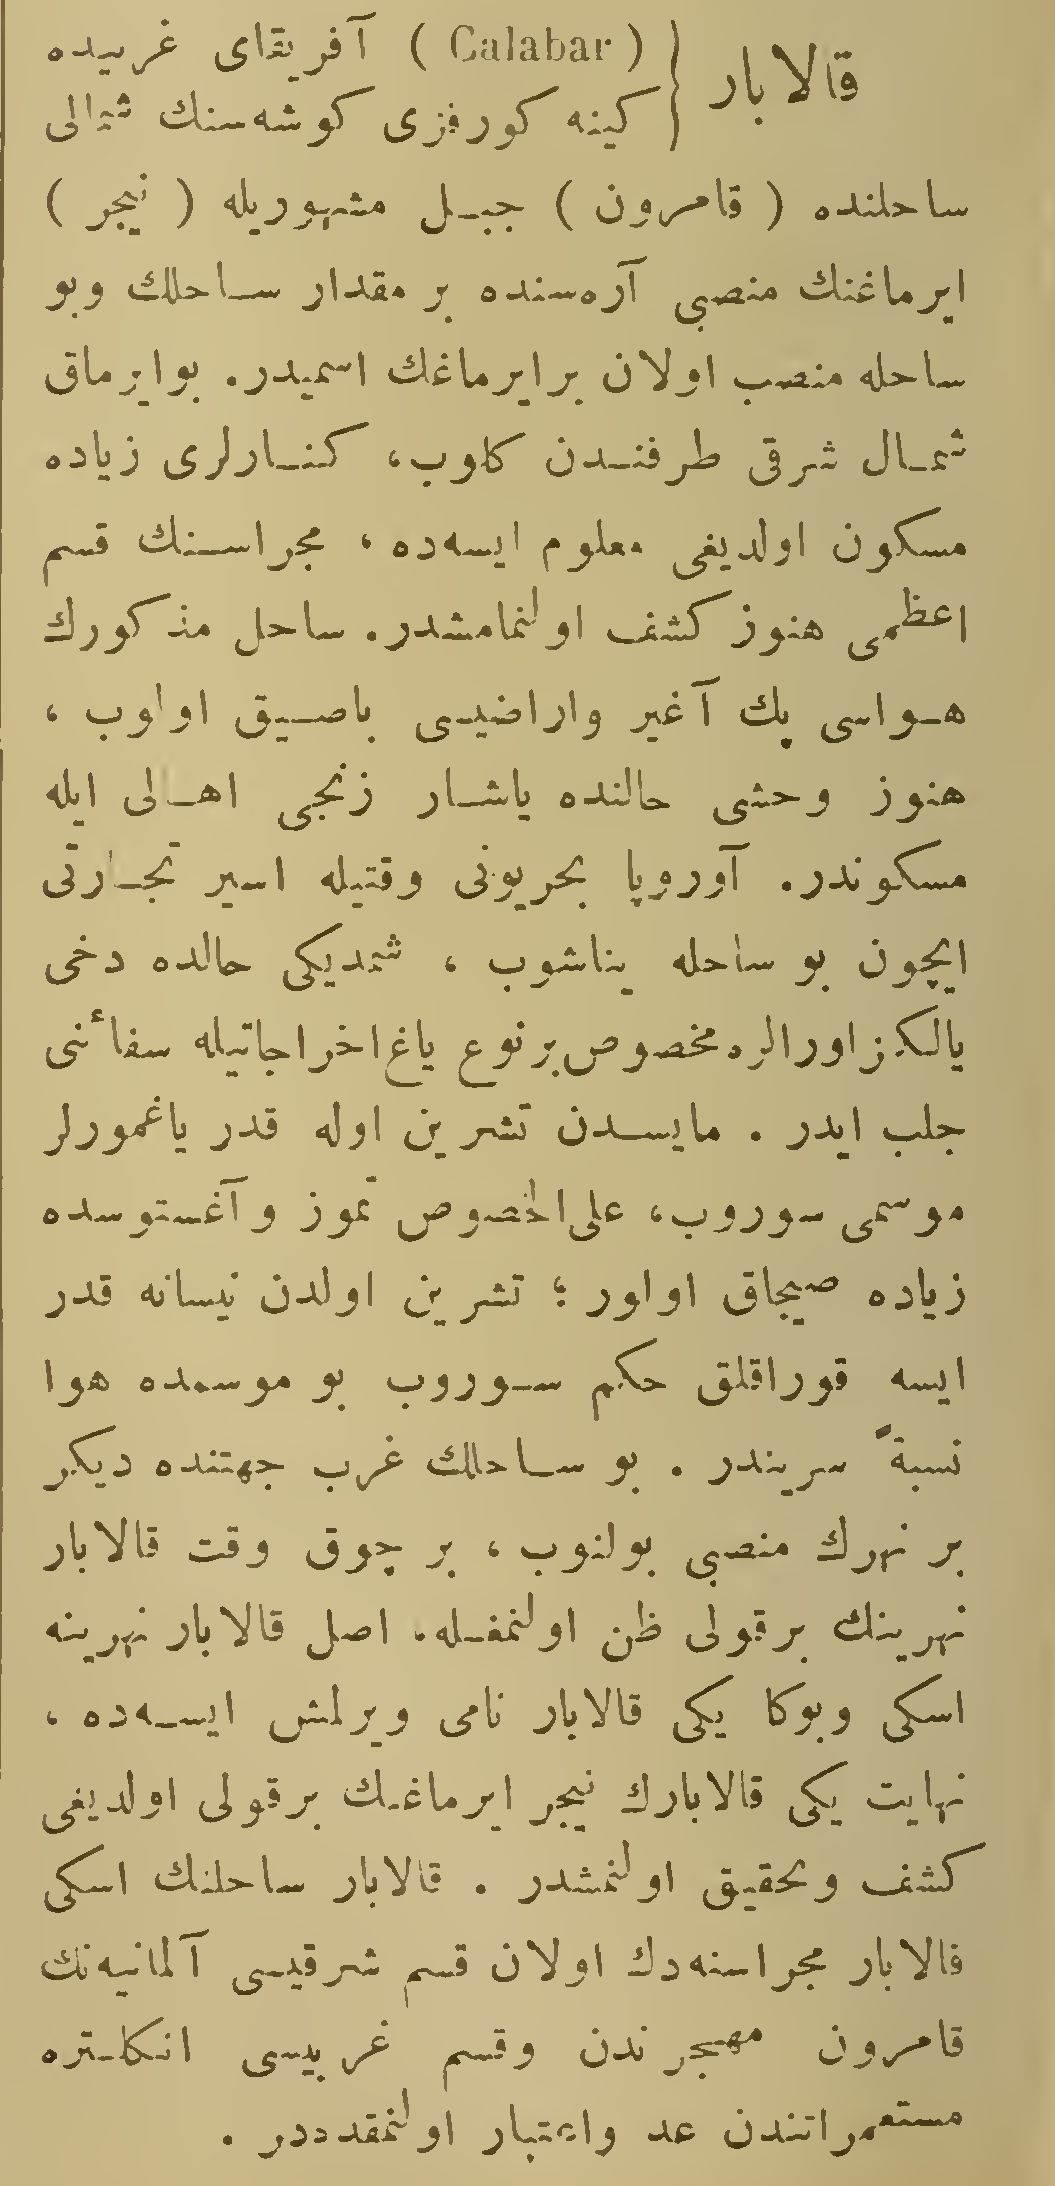 قالابار { (Calabar) آفریقای غربیده
کینه کورفزی کوشه‌سنك شمالی
ساحلنده (قامرون) جبل مشهوریله (نیجر)
ایرماغنك منصبی آره‌سنده بر مقدار ساحلك وبو
ساحله منصب اولان برایرماغك اسمیدر. بوایرماق
شمال شرقی طرفندن کلوب، کنارلری زیاده
مسکون اولدیغی معلوم ایسه‌ده، مجراسنك قسم
اعظمی هنوز کشف اولنمامشدر. ساحل مذکورك
هواسی پك آغیر واراضیسی باصیق اولوب،
هنوز وحشی حالنده یاشار زنجی اهالی ایله
مسکوندر. آوروپا بحریونی وقتیله اسیر تجارتی
ایچون بو ساحله یناشوب، شمدیکی حالده دخی
یالکز اورالره مخصوص برنوع یاغ اخراجاتیله سفائنی
جلب ایدر. مایسدن تشرین اوله قدر یاغمورلر
موسمی سوروب، علی‌الخصوص تموز وآغستوسده
زیاده صیجاق اولور؛ تشرین اولدن نیسانه قدر
ایسه قوراقلق حکم سوروب بو موسمده هوا
نسبةً سریندر. بو ساحلك غرب جهتنده دیکر
بر نهرك منصبی بولنوب، بر چوق وقت قالابار
نهرینك برقولی ظن اولنمغله، اصل قالابار نهرینه
اسکی وبوکا یکی قالابار نامی ویرلمش ایسه‌ده،
نهایت یکی قالابارك نیجر ایرماغك برقولی اولدیغی
کشف وتحقیق اولنمشدر. قالابار ساحلنك اسکی
قالابار مجراسنه‌دك اولان قسم شرقیسی آلمانیه‌نك
قامرون مهجرندن وقسم غربیسی انکلتره
مستعمراتندن عد واعتبار اولنمقده‌در.